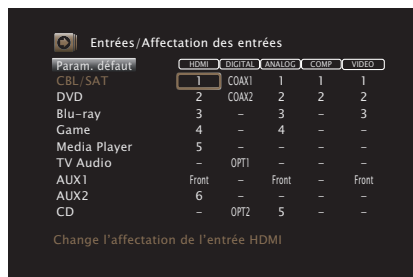 Entrées/Affectation des entrées
Param. défaut HDMI DIGITAL ANALOG COMP VIDEO
CBL/SAT 1 COAX1 1 1 1
DVD 2 COAX2 2 2 2
Blu-ray 3 – 3 – 3
Game 4 – 4 – –
Media Player 5 – – – –
TV Audio – OPT1 – – –
AUX1 Front – Front – Front
AUX2 6 – – – –
CD – OPT2 5 – –
Change l'affectation de l'entrée HDMI